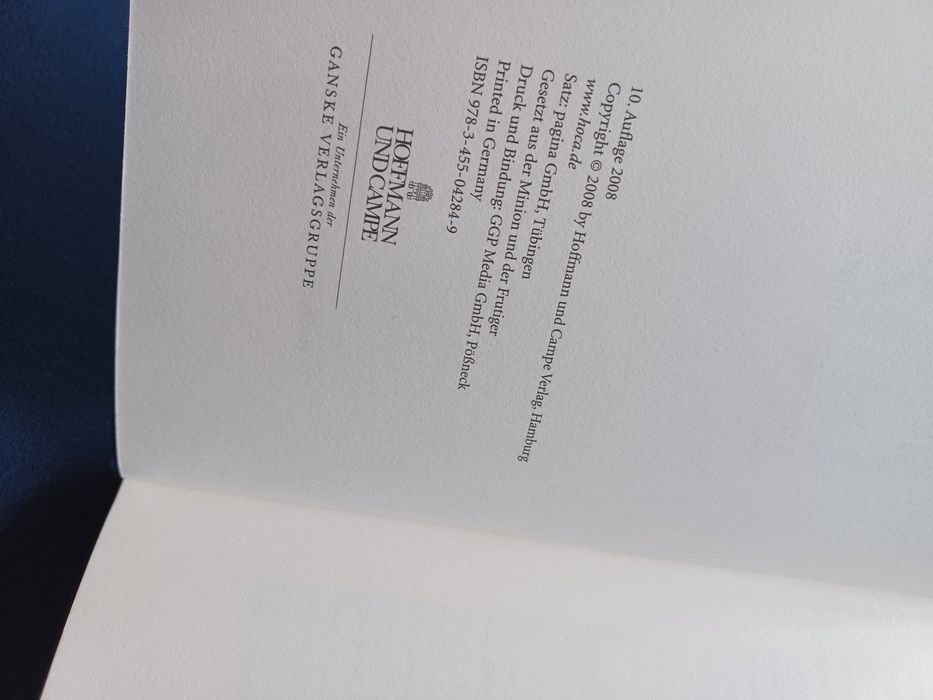 10. Auflage 2008
Copyright © 2008 by Hoffmann und Campe Verlag, Hamburg
www.hoca.de
Satz: pagina GmbH, Tübingen
Gesetzt aus der Minion und der Frutiger
Druck und Bindung: GGP Media GmbH, Pößneck
Printed in Germany
ISBN 978-3-455-04284-9
HOFFMANN
UND CAMPE
Ein Unternehmen der
GANSKE VERLAGSGRUPPE